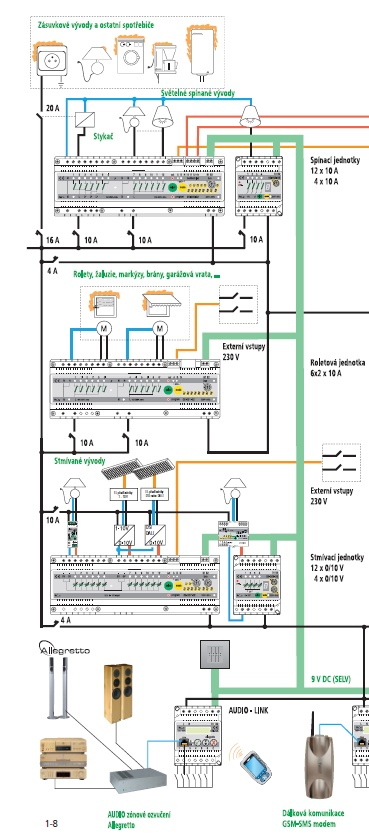 Zásuvkové vývody a ostatní spotřebiče
Světelné spínané vývody
20 A
Stykač
Spínací jednotky
12 x 10 A
4 x 10 A
16 A
10 A
10 A
10 A
4 A
Rolety, žaluzie, markýzy, brány, garážová vrata, ...
M
M
Externí vstupy
230 V
Roletová jednotka
6x2 x 10 A
10 A
10 A
Stmívané vývody
Externí vstupy
230 V
10 A
1-10V
DALI
Stmívací jednotky
12 x 0/10 V
4 x 0/10 V
4 A
Allegretto
9 V DC (SELV)
AUDIO - LINK
AUDIO zónové ozvučení
Allegretto
Dálková komunikace
GSM-SMS modem
1-8